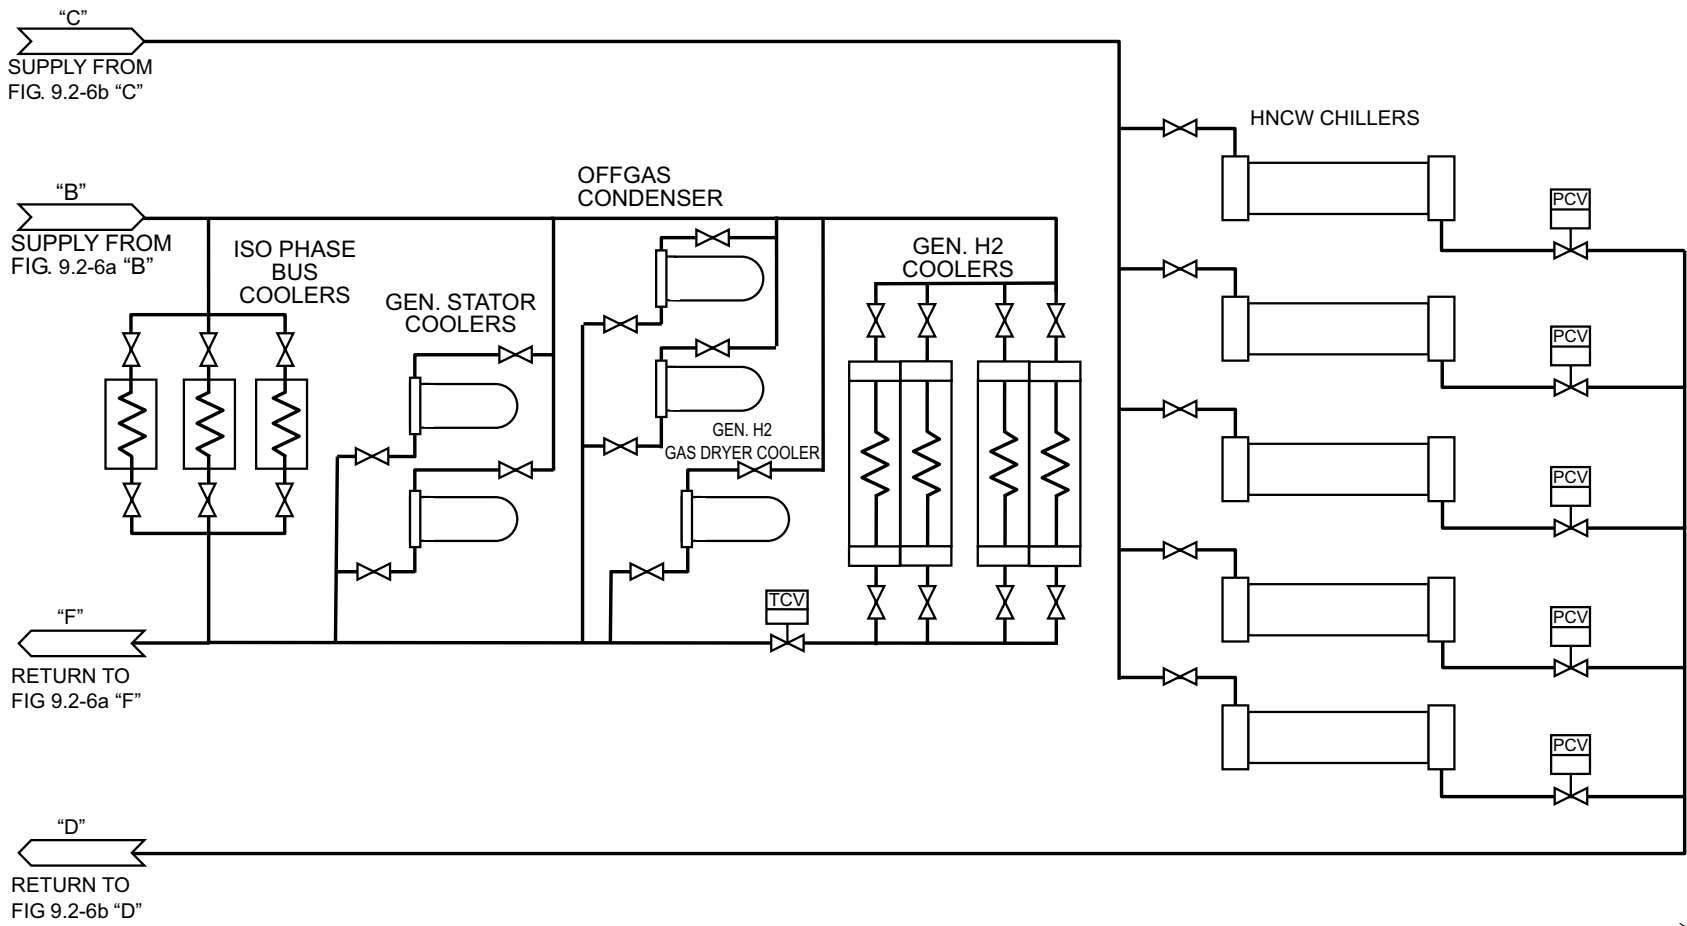 “C”
SUPPLY FROM
FIG. 9.2-6b “C”
HNCW CHILLERS
“B”
SUPPLY FROM
FIG. 9.2-6a “B”
OFFGAS
CONDENSER
ISO PHASE
BUS
COOLERS
GEN. STATOR
COOLERS
GEN. H2
COOLERS
GEN. H2
GAS DRYER COOLER
PCV
PCV
PCV
TCV
PCV
PCV
“F”
RETURN TO
FIG 9.2-6a “F”
“D”
RETURN TO
FIG 9.2-6b “D”